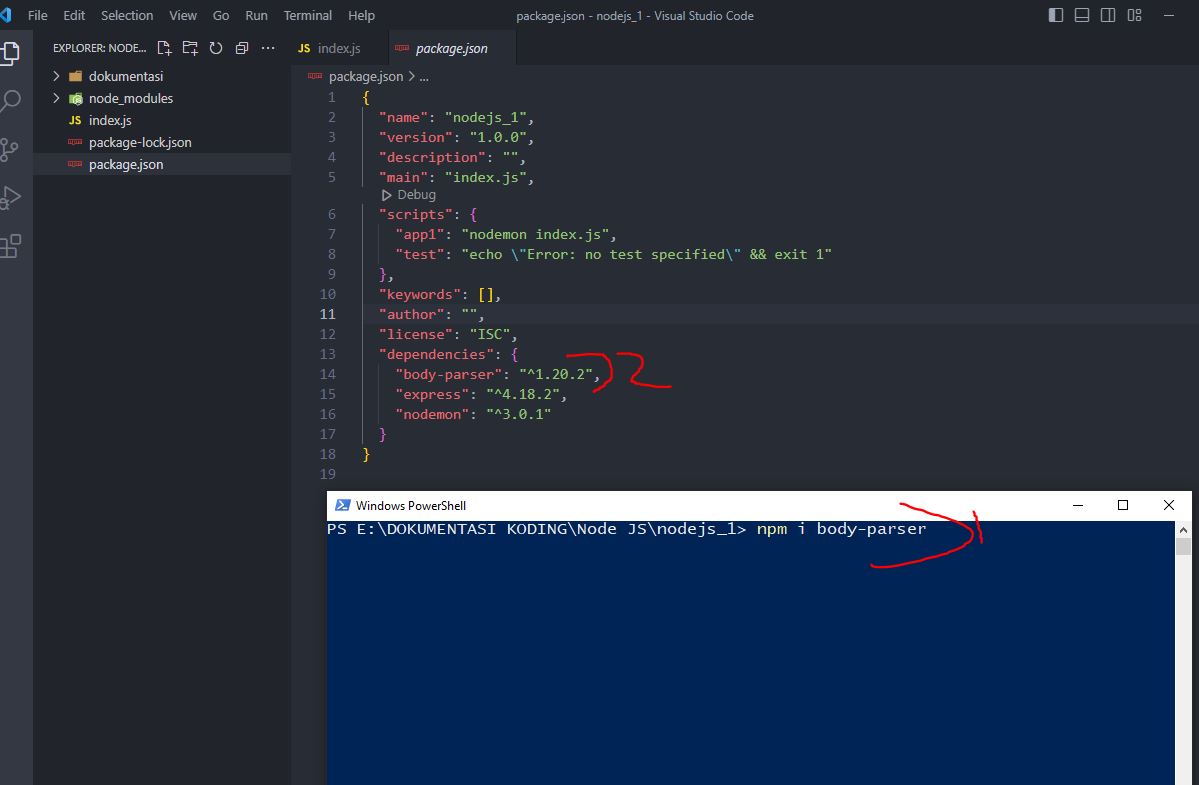 File Edit Selection View Go Run Terminal Help package.json - nodejs_1 - Visual Studio Code
EXPLORER: NODE...
dokumentasi
node_modules
JS index.js
package-lock.json
package.json
JS index.js package.json
package.json > ...
1 {
2 "name": "nodejs_1",
3 "version": "1.0.0",
4 "description": "",
5 "main": "index.js",
Debug
6 "scripts": {
7 "app1": "nodemon index.js",
8 "test": "echo \"Error: no test specified\" && exit 1"
9 },
10 "keywords": [],
11 "author": "",
12 "license": "ISC",
13 "dependencies": {
14 "body-parser": "^1.20.2", 2
15 "express": "^4.18.2",
16 "nodemon": "^3.0.1"
17 }
18 }
19
Windows PowerShell
PS E:\DOKUMENTASI KODING\Node JS\nodejs_1> npm i body-parser 1